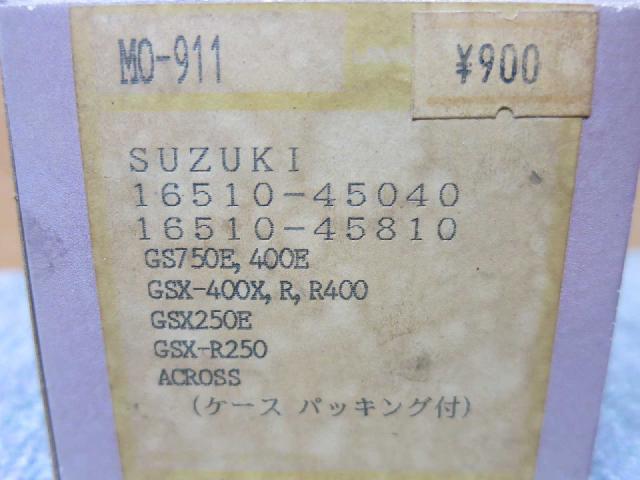 MO-911
¥900
SUZUKI
16510-45040
16510-45810
GS750E, 400E
GSX-400X, R, R400
GSX250E
GSX-R250
ACROSS
(ケース パッキング付)